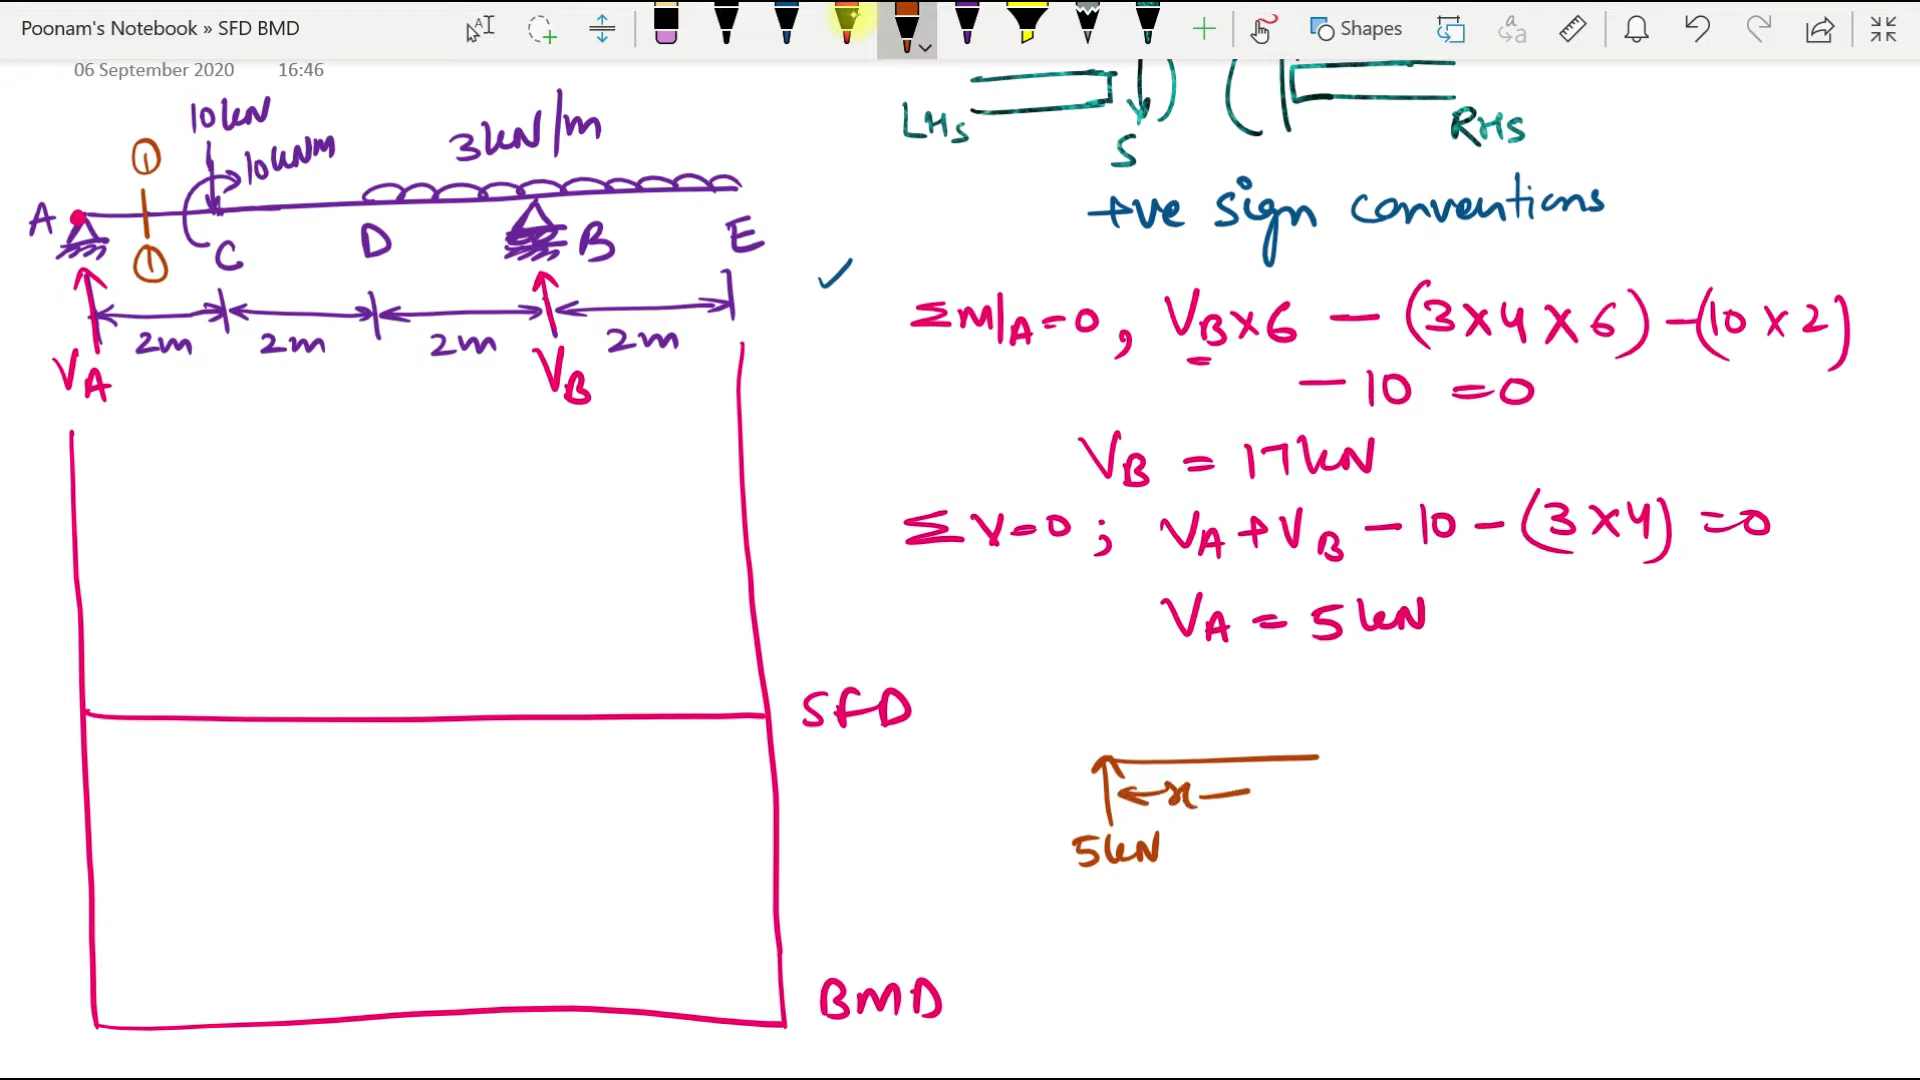 Poonam's Notebook » SFD BMD
Shapes
06 September 2020 16:46
10kN
10kNm
3kN/m
1
A
1
C
D
B
E
2m
2m
2m
2m
VA
VB
LHS
S
RHS
+ve sign conventions
✓
ΣM|A=0, VB×6 - (3×4×6) - (10×2)
- 10 =0
VB = 17kN
ΣV=0; VA+VB - 10 - (3×4) =0
VA = 5kN
SFD
x
5kN
BMD